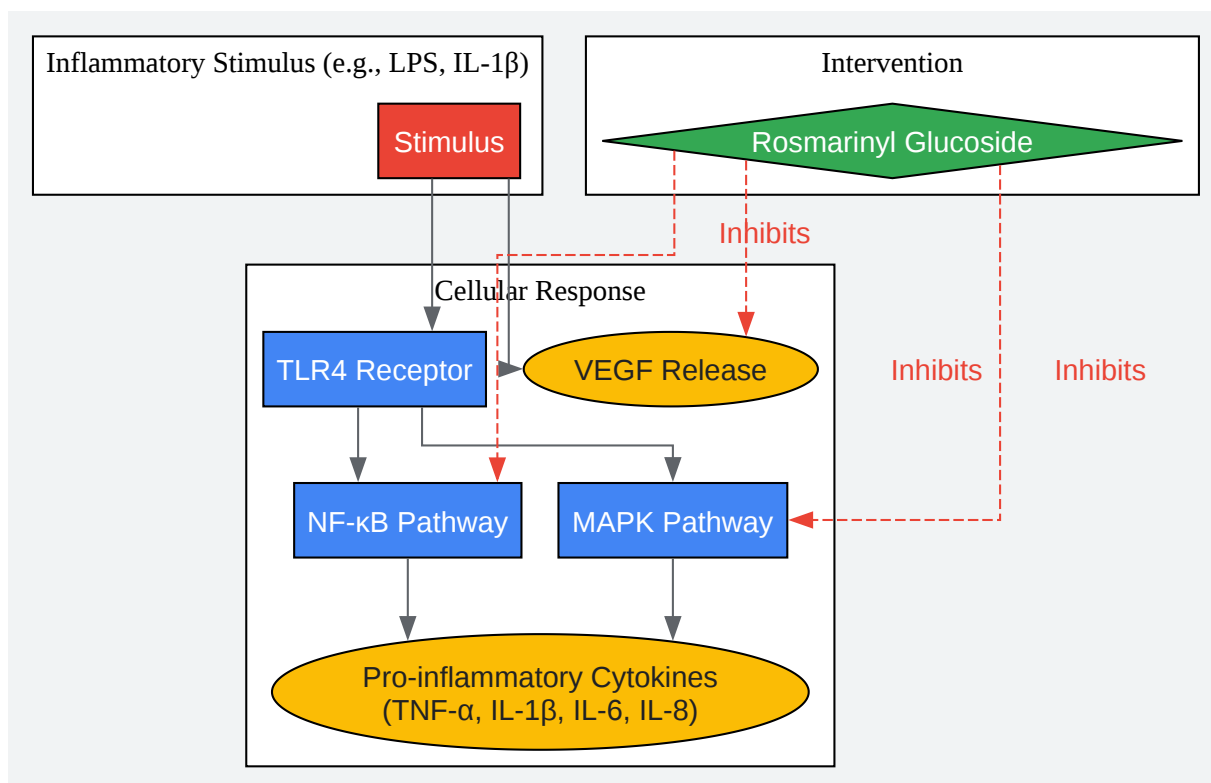 Inflammatory Stimulus (e.g., LPS, IL-1β)
Intervention
Stimulus
Rosmarinyl Glucoside
Inhibits
Cellular Response
TLR4 Receptor
VEGF Release
Inhibits
Inhibits
NF-κB Pathway
MAPK Pathway
Pro-inflammatory Cytokines
(TNF-α, IL-1β, IL-6, IL-8)